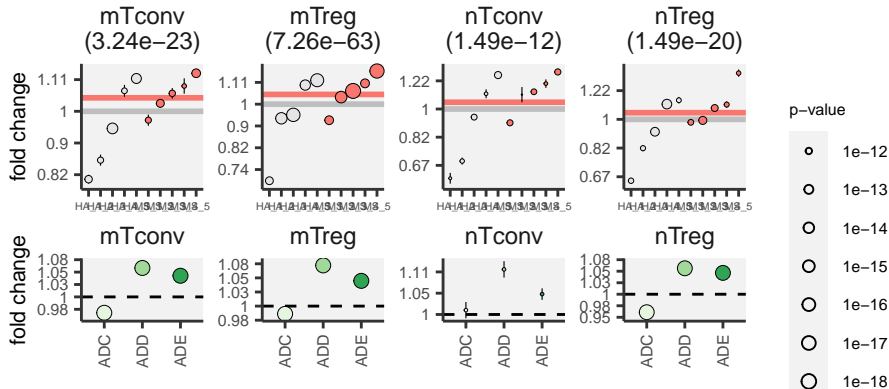 mTconv
(3.24e−23)
mTreg
(7.26e−63)
nTconv
(1.49e−12)
nTreg
(1.49e−20)
fold change
1.11
1
0.9
0.82
1.11
1
0.9
0.82
0.74
1.22
1
0.82
0.67
1.22
1
0.82
0.67
mTconv
mTreg
nTconv
nTreg
fold change
1.08
1.05
1.03
1
0.98
1.08
1.05
1.03
1
0.98
1.11
1.05
1
1.08
1.05
1.03
1
0.98
0.95
ADC
ADD
ADE
ADC
ADD
ADE
ADC
ADD
ADE
ADC
ADD
ADE
p−value
1e−12
1e−13
1e−14
1e−15
1e−16
1e−17
1e−18